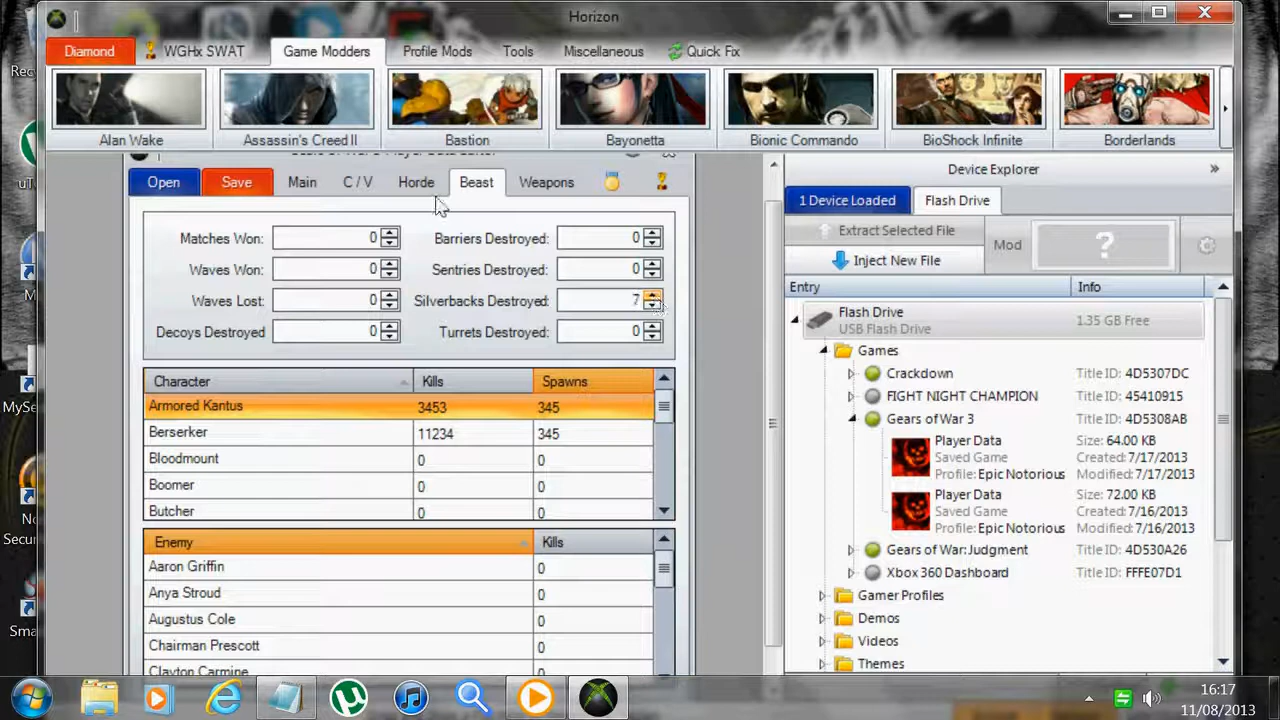 Horizon
Diamond WGHx SWAT Game Modders Profile Mods Tools Miscellaneous Quick Fix
Alan Wake Assassin's Creed II Bastion Bayonetta Bionic Commando BioShock Infinite Borderlands
Open Save Main C / V Horde Beast Weapons
Matches Won: 0 Barriers Destroyed: 0
Waves Won: 0 Sentries Destroyed: 0
Waves Lost: 0 Silverbacks Destroyed: 7
Decoys Destroyed 0 Turrets Destroyed: 0
Character Kills Spawns
Armored Kantus 3453 345
Berserker 11234 345
Bloodmount 0 0
Boomer 0 0
Butcher 0 0
Enemy Kills
Aaron Griffin 0
Anya Stroud 0
Augustus Cole 0
Chairman Prescott 0
Clayton Carmine 0
Device Explorer »
1 Device Loaded Flash Drive
Extract Selected File
Inject New File
Mod ?
Entry Info
Flash Drive 1.35 GB Free
USB Flash Drive
Games
Crackdown Title ID: 4D5307DC
FIGHT NIGHT CHAMPION Title ID: 45410915
Gears of War 3 Title ID: 4D5308AB
Player Data Size: 64.00 KB
Saved Game Created: 7/17/2013
Profile: Epic Notorious Modified: 7/17/2013
Player Data Size: 72.00 KB
Saved Game Created: 7/16/2013
Profile: Epic Notorious Modified: 7/16/2013
Gears of War: Judgment Title ID: 4D530A26
Xbox 360 Dashboard Title ID: FFFE07D1
Gamer Profiles
Demos
Videos
Themes
16:17
11/08/2013